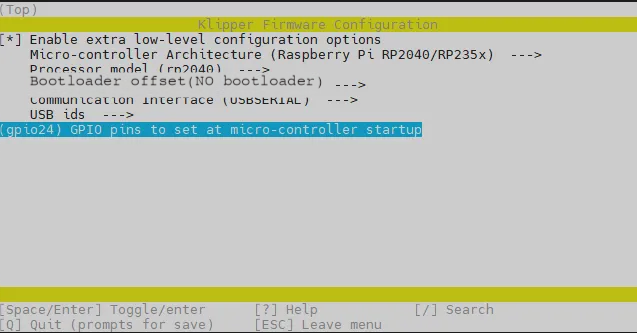 (Top)
Klipper Firmware Configuration
[*] Enable extra low-level configuration options
Micro-controller Architecture (Raspberry Pi RP2040/RP235x) --->
Processor model (rp2040) --->
Bootloader offset(NO bootloader) --->
Communication Interface (USBSERIAL) --->
USB ids --->
(gpio24) GPIO pins to set at micro-controller startup
[Space/Enter] Toggle/enter [?] Help [/] Search
[Q] Quit (prompts for save) [ESC] Leave menu